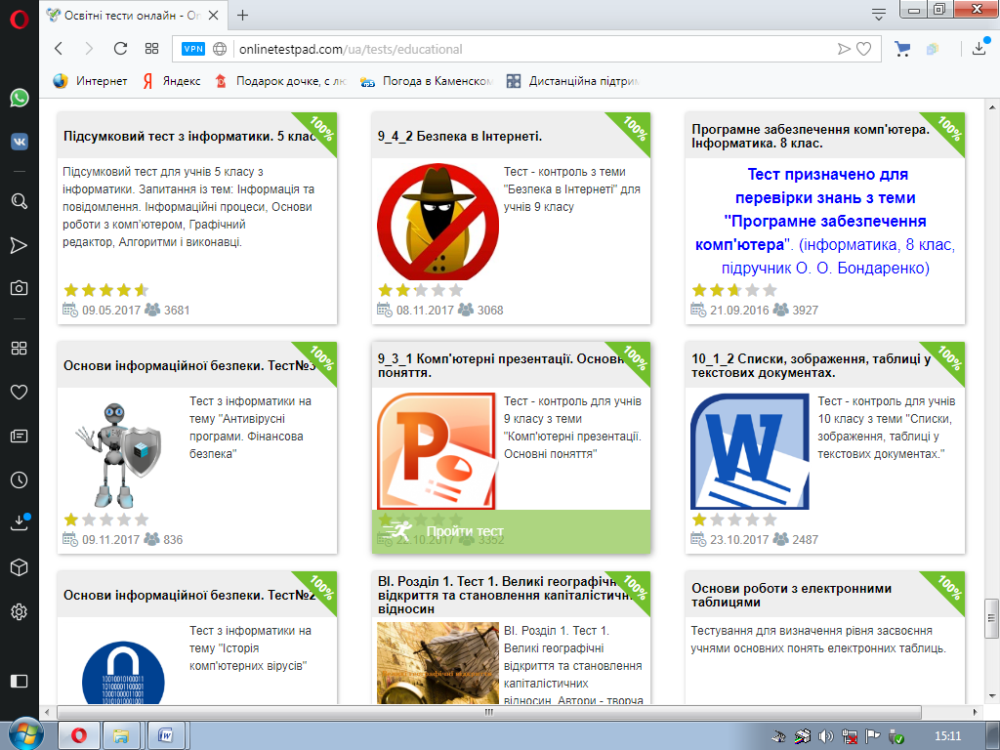 Освітні тести онлайн - On
VPN
onlinetestpad.com/ua/tests/educational
Интернет
Яндекс
Подарок дочке, с лю
Погода в Каменском
Дистанційна підтрим
Підсумковий тест з інформатики. 5 клас
100%
Підсумковий тест для учнів 5 класу з
інформатики. Запитання із тем: Інформація та
повідомлення. Інформаційні процеси, Основи
роботи з комп'ютером, Графічний
редактор, Алгоритми і виконавці.
09.05.2017 3681
9_4_2 Безпека в Інтернеті.
100%
Тест - контроль з теми
"Безпека в Інтернеті" для
учнів 9 класу
08.11.2017 3068
Програмне забезпечення комп'ютера.
Інформатика. 8 клас.
100%
Тест призначено для
перевірки знань з теми
"Програмне забезпечення
комп'ютера". (інформатика, 8 клас,
підручник О. О. Бондаренко)
21.09.2016 3927
Основи інформаційної безпеки. Тест№3
100%
Тест з інформатики на
тему "Антивірусні
програми. Фінансова
безпека"
09.11.2017 836
9_3_1 Комп'ютерні презентації. Основні
поняття.
100%
P
Тест - контроль для учнів
9 класу з теми
"Комп'ютерні презентації.
Основні поняття"
Пройти тест
22.10.2017 3352
10_1_2 Списки, зображення, таблиці у
текстових документах.
100%
W
Тест - контроль для учнів
10 класу з теми "Списки,
зображення, таблиці у
текстових документах."
23.10.2017 2487
Основи інформаційної безпеки. Тест№2
100%
Тест з інформатики на
тему "Історія
комп'ютерних вірусів"
ВІ. Розділ 1. Тест 1. Великі географічні
відкриття та становлення капіталістичних
відносин
100%
ВІ. Розділ 1. Тест 1.
Великі географічні
відкриття та становлення
капіталістичних
відносин. Автори - творча
Основи роботи з електронними
таблицями
100%
Тестування для визначення рівня засвоєння
учнями основних понять електронних таблиць.
15:11